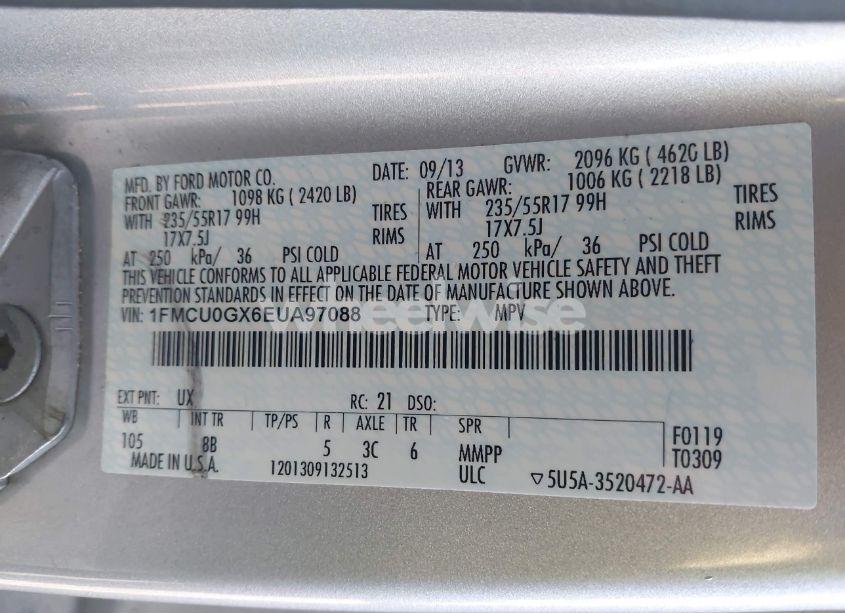 MFD. BY FORD MOTOR CO. DATE: 09/13 GVWR: 2096 KG ( 4620 LB)
FRONT GAWR: 1098 KG ( 2420 LB) REAR GAWR: 1006 KG ( 2218 LB)
WITH 235/55R17 99H TIRES WITH 235/55R17 99H TIRES
17X7.5J RIMS 17X7.5J RIMS
AT 250 kPa/ 36 PSI COLD AT 250 kPa/ 36 PSI COLD
THIS VEHICLE CONFORMS TO ALL APPLICABLE FEDERAL MOTOR VEHICLE SAFETY AND THEFT
PREVENTION STANDARDS IN EFFECT ON THE DATE OF MANUFACTURE SHOWN ABOVE.
VIN: 1FMCU0GX6EUA97088 TYPE: MPV
wheelwise
EXT PNT: UX RC: 21 DSO:
WB INT TR TP/PS R AXLE TR SPR
105 8B 5 3C 6 MMPP F0119
MADE IN U.S.A. 1201309132513 ULC T0309
▽5U5A-3520472-AA